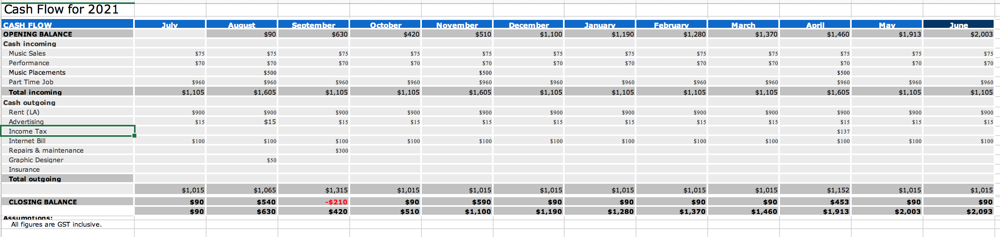 Cash Flow for 2021
CASH FLOW July August September October November December January February March April May June
OPENING BALANCE $90 $630 $420 $510 $1,100 $1,190 $1,280 $1,370 $1,460 $1,913 $2,003
Cash incoming
Music Sales $75 $75 $75 $75 $75 $75 $75 $75 $75 $75 $75 $75
Performance $70 $70 $70 $70 $70 $70 $70 $70 $70 $70 $70 $70
Music Placements $500 $500 $500
Part Time Job $960 $960 $960 $960 $960 $960 $960 $960 $960 $960 $960 $960
Total incoming $1,105 $1,605 $1,105 $1,105 $1,605 $1,105 $1,105 $1,105 $1,105 $1,605 $1,105 $1,105
Cash outgoing
Rent (LA) $900 $900 $900 $900 $900 $900 $900 $900 $900 $900 $900 $900
Advertising $15 $15 $15 $15 $15 $15 $15 $15 $15 $15 $15 $15
Income Tax $137
Internet Bill $100 $100 $100 $100 $100 $100 $100 $100 $100 $100 $100 $100
Repairs & maintenance $300
Graphic Designer $50
Insurance
Total outgoing
$1,015 $1,065 $1,315 $1,015 $1,015 $1,015 $1,015 $1,015 $1,015 $1,152 $1,015 $1,015
CLOSING BALANCE $90 $540 -$210 $90 $590 $90 $90 $90 $90 $453 $90 $90
$90 $630 $420 $510 $1,100 $1,190 $1,280 $1,370 $1,460 $1,913 $2,003 $2,093
Assumptions:
All figures are GST inclusive.